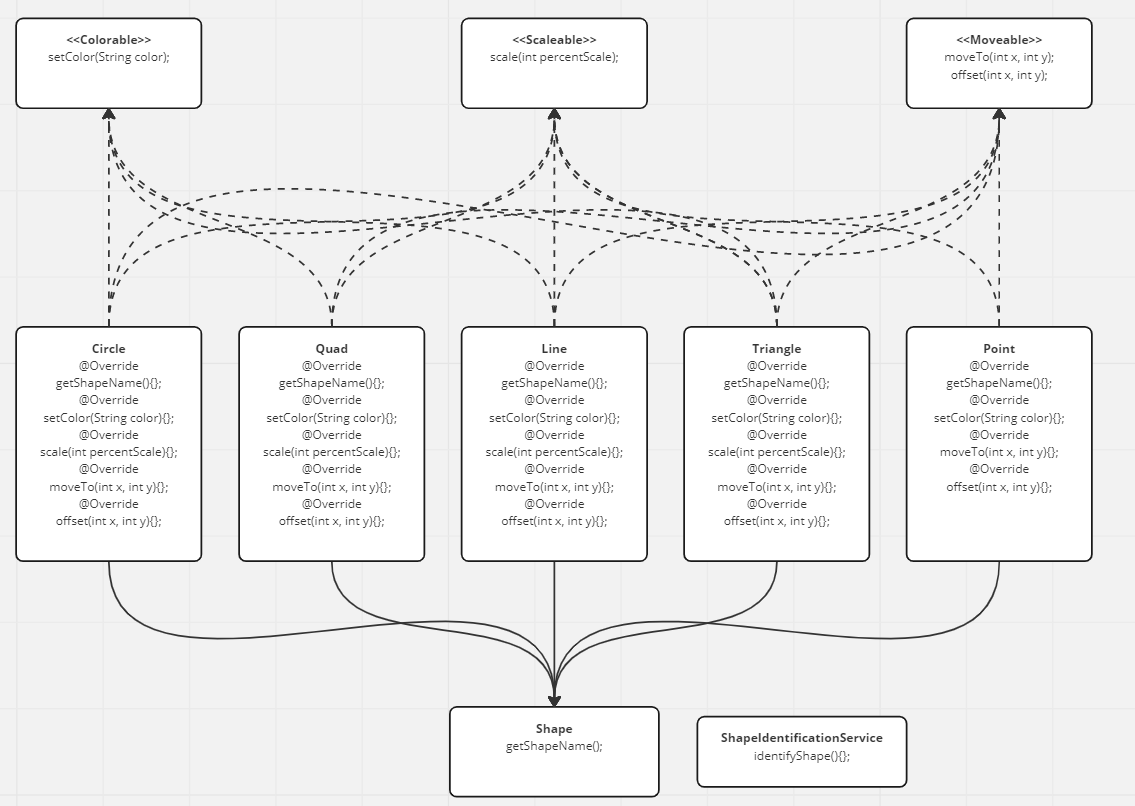 <<Colorable>>
setColor(String color);
<<Scaleable>>
scale(int percentScale);
<<Moveable>>
moveTo(int x, int y);
offset(int x, int y);
Circle
@Override
getShapeName(){};
@Override
setColor(String color){};
@Override
scale(int percentScale){};
@Override
moveTo(int x, int y){};
@Override
offset(int x, int y){};
Quad
@Override
getShapeName(){};
@Override
setColor(String color){};
@Override
scale(int percentScale){};
@Override
moveTo(int x, int y){};
@Override
offset(int x, int y){};
Line
@Override
getShapeName(){};
@Override
setColor(String color){};
@Override
scale(int percentScale){};
@Override
moveTo(int x, int y){};
@Override
offset(int x, int y){};
Triangle
@Override
getShapeName(){};
@Override
setColor(String color){};
@Override
scale(int percentScale){};
@Override
moveTo(int x, int y){};
@Override
offset(int x, int y){};
Point
@Override
getShapeName(){};
@Override
setColor(String color){};
@Override
moveTo(int x, int y){};
@Override
offset(int x, int y){};
Shape
getShapeName();
ShapeIdentificationService
identifyShape(){};